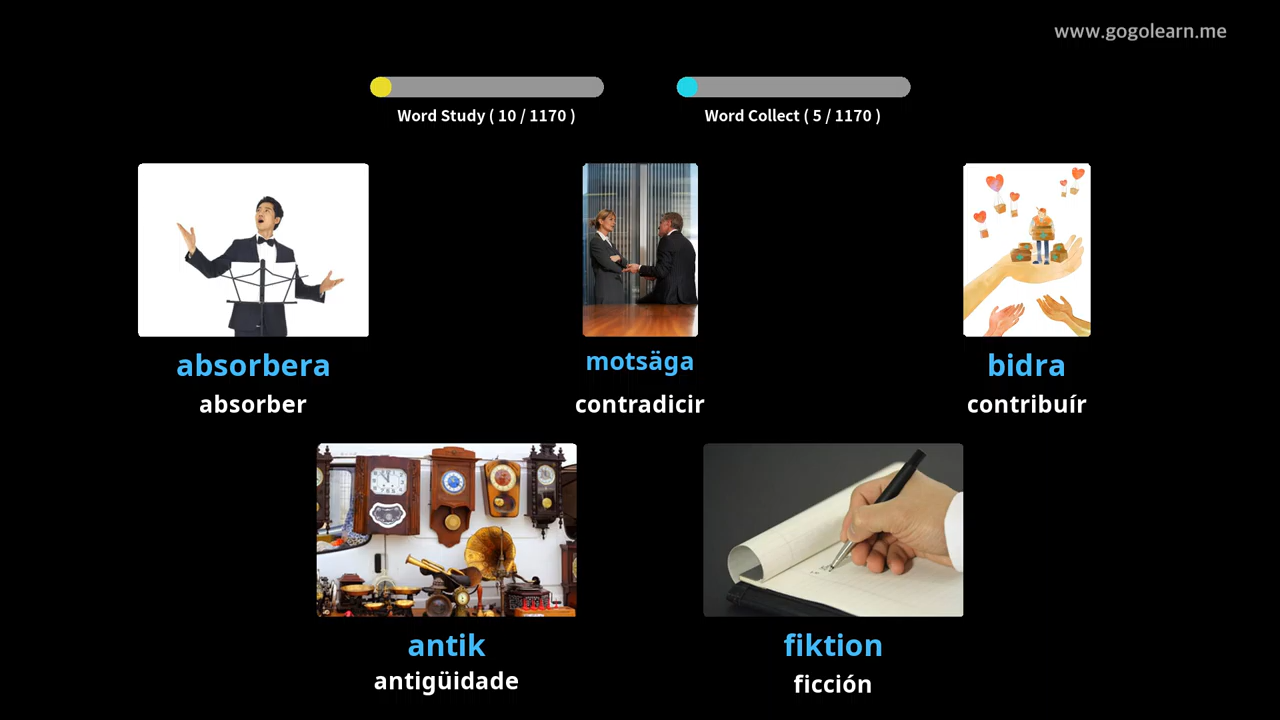 www.gogolearn.me
Word Study ( 10 / 1170 )
Word Collect ( 5 / 1170 )
absorbera
absorber
motsäga
contradicir
bidra
contribuír
antik
antigüidade
fiktion
ficción